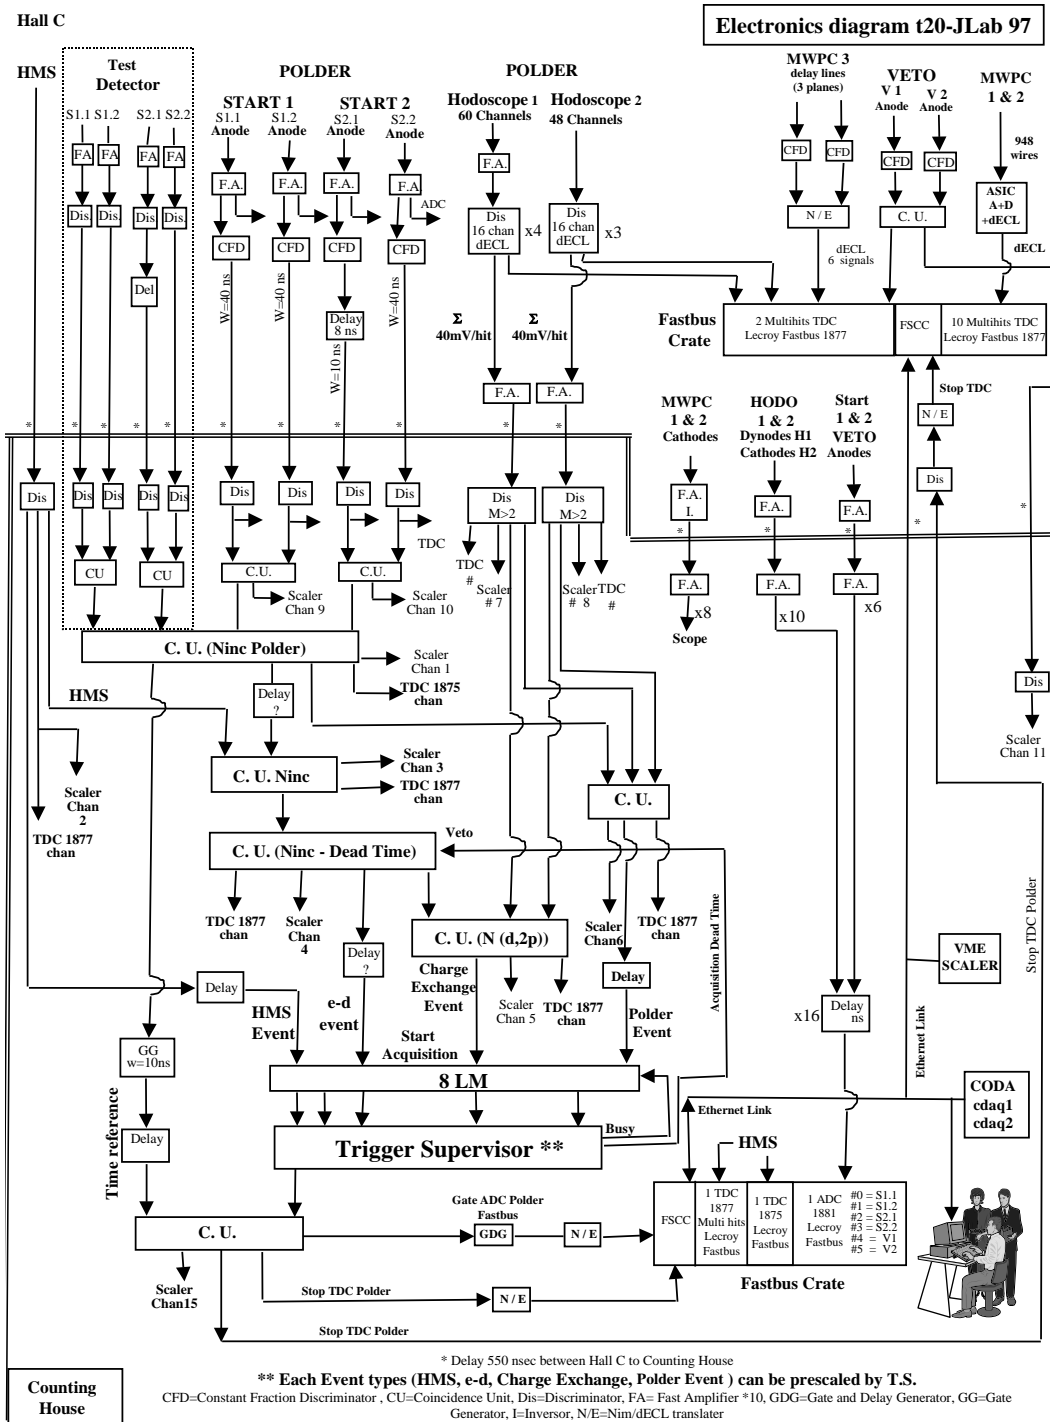 Hall C
Electronics diagram t20-JLab 97
HMS
Test
Detector
POLDER
POLDER
START 1
START 2
Hodoscope 1
60 Channels
Hodoscope 2
48 Channels
MWPC 3
delay lines
(3 planes)
VETO
V 1
Anode
V 2
Anode
MWPC
1 & 2
S1.1
S1.2
S2.1
S2.2
S1.1
Anode
S1.2
Anode
S2.1
Anode
S2.2
Anode
FA
FA
FA
FA
F.A.
F.A.
F.A.
F.A.
F.A.
ADC
CFD
CFD
CFD
CFD
948
wires
ASIC
A+D
+dECL
Dis.
Dis.
Dis.
Dis.
Del
CFD
CFD
CFD
Dis
16 chan
dECL
x4
Dis
16 chan
dECL
x3
N / E
C. U.
dECL
6 signals
dECL
W=40 ns
W=40 ns
Delay
8 ns
W=10 ns
W=40 ns
Σ
40mV/hit
Σ
40mV/hit
Fastbus
Crate
2 Multihits TDC
Lecroy Fastbus 1877
FSCC
10 Multihits TDC
Lecroy Fastbus 1877
F.A.
F.A.
Stop TDC
N / E
Dis
MWPC
1 & 2
Cathodes
HODO
1 & 2
Dynodes H1
Cathodes H2
Start
1 & 2
VETO
Anodes
* * * * * * * * * * *
F.A.
I.
F.A.
F.A.
* * * * *
Dis
Dis
Dis
Dis
Dis
Dis
Dis
Dis
Dis
Dis
M>2
Dis
M>2
TDC
TDC
#
Scaler
# 7
Scaler
# 8
TDC
#
CU
CU
C.U.
C.U.
Scaler
Chan 9
Scaler
Chan 10
F.A.
x8
Scope
F.A.
x10
F.A.
x6
C. U. (Ninc Polder)
Scaler
Chan 1
TDC 1875
chan
Dis
Scaler
Chan 11
HMS
Delay
?
C. U. Ninc
Scaler
Chan 3
TDC 1877
chan
C. U.
Scaler
Chan
2
TDC 1877
chan
C. U. (Ninc - Dead Time)
Veto
TDC 1877
chan
Scaler
Chan
4
Delay
?
C. U. (N (d,2p))
Scaler
Chan6
TDC 1877
chan
Acquisition Dead Time
Stop TDC Polder
VME
SCALER
Delay
HMS
Event
e-d
event
Charge
Exchange
Event
Scaler
Chan 5
TDC 1877
chan
Delay
Polder
Event
Start
Acquisition
x16
Delay
ns
Ethernet Link
GG
w=10ns
8 LM
CODA
cdaq1
cdaq2
Time reference
Delay
Trigger Supervisor **
Busy
Ethernet Link
HMS
C. U.
Gate ADC Polder
Fastbus
GDG
N / E
FSCC
1 TDC
1877
Multi hits
Lecroy
Fastbus
1 TDC
1875
Lecroy
Fastbus
1 ADC
1881
Lecroy
Fastbus
#0 = S1.1
#1 = S1.2
#2 = S2.1
#3 = S2.2
#4 = V1
#5 = V2
Fastbus Crate
Scaler
Chan15
Stop TDC Polder
N / E
Stop TDC Polder
Counting
House
* Delay 550 nsec between Hall C to Counting House
** Each Event types (HMS, e-d, Charge Exchange, Polder Event ) can be prescaled by T.S.
CFD=Constant Fraction Discriminator , CU=Coincidence Unit, Dis=Discriminator, FA= Fast Amplifier *10, GDG=Gate and Delay Generator, GG=Gate
Generator, I=Inversor, N/E=Nim/dECL translater